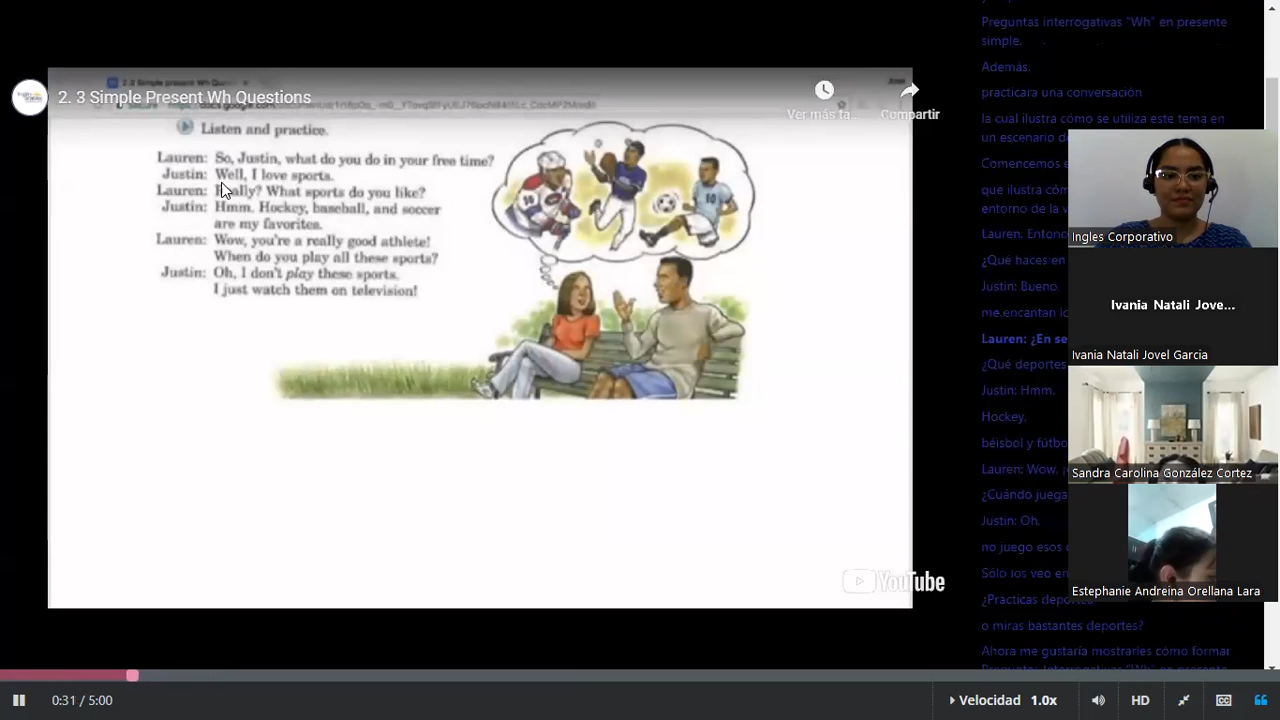 2. 3 Simple Present Wh Questions
Ver más ta...
Compartir
Listen and practice.
Lauren: So, Justin, what do you do in your free time?
Justin: Well, I love sports.
Lauren: Really? What sports do you like?
Justin: Hmm. Hockey, baseball, and soccer
are my favorites.
Lauren: Wow, you're a really good athlete!
When do you play all these sports?
Justin: Oh, I don't play these sports.
I just watch them on television!
10
YouTube
Preguntas interrogativas "Wh" en presente
simple.
Además,
practicara una conversación
la cual ilustra cómo se utiliza este tema en
un escenario d
Comencemos e
que ilustra cóm
entorno de la v
Lauren: Enton
¿Qué haces en
Justin: Bueno,
me encantan lo
Lauren: ¿En se
¿Qué deportes
Justin: Hmm.
Hockey,
béisbol y fútbo
Lauren: Wow,
¿Cuándo juega
Justin: Oh,
no juego esos
Sólo los veo en
¿Practicas deporte
o miras bastantes deportes?
Ahora me gustaría mostrarles cómo formar
Ingles Corporativo
Ivania Natali Jove...
Ivania Natali Jovel Garcia
Sandra Carolina González Cortez
Estephanie Andreina Orellana Lara
0:31 / 5:00
Velocidad 1.0x
HD